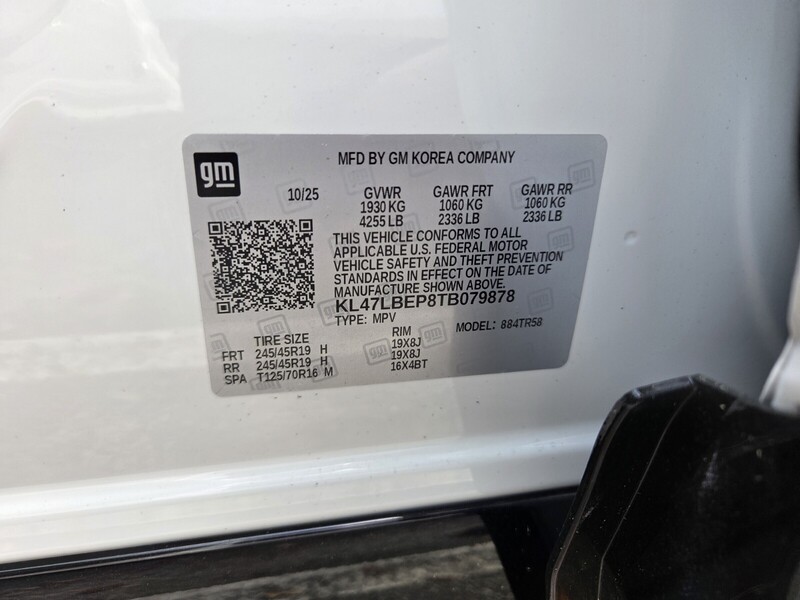 gm
MFD BY GM KOREA COMPANY
10/25 GVWR GAWR FRT GAWR RR
1930 KG 1060 KG 1060 KG
4255 LB 2336 LB 2336 LB
THIS VEHICLE CONFORMS TO ALL
APPLICABLE U.S. FEDERAL MOTOR
VEHICLE SAFETY AND THEFT PREVENTION
STANDARDS IN EFFECT ON THE DATE OF
MANUFACTURE SHOWN ABOVE.
KL47LBEP8TB079878
TYPE: MPV MODEL: 884TR58
TIRE SIZE RIM
FRT 245/45R19 H 19X8J
RR 245/45R19 H 19X8J
SPA T125/70R16 M 16X4BT